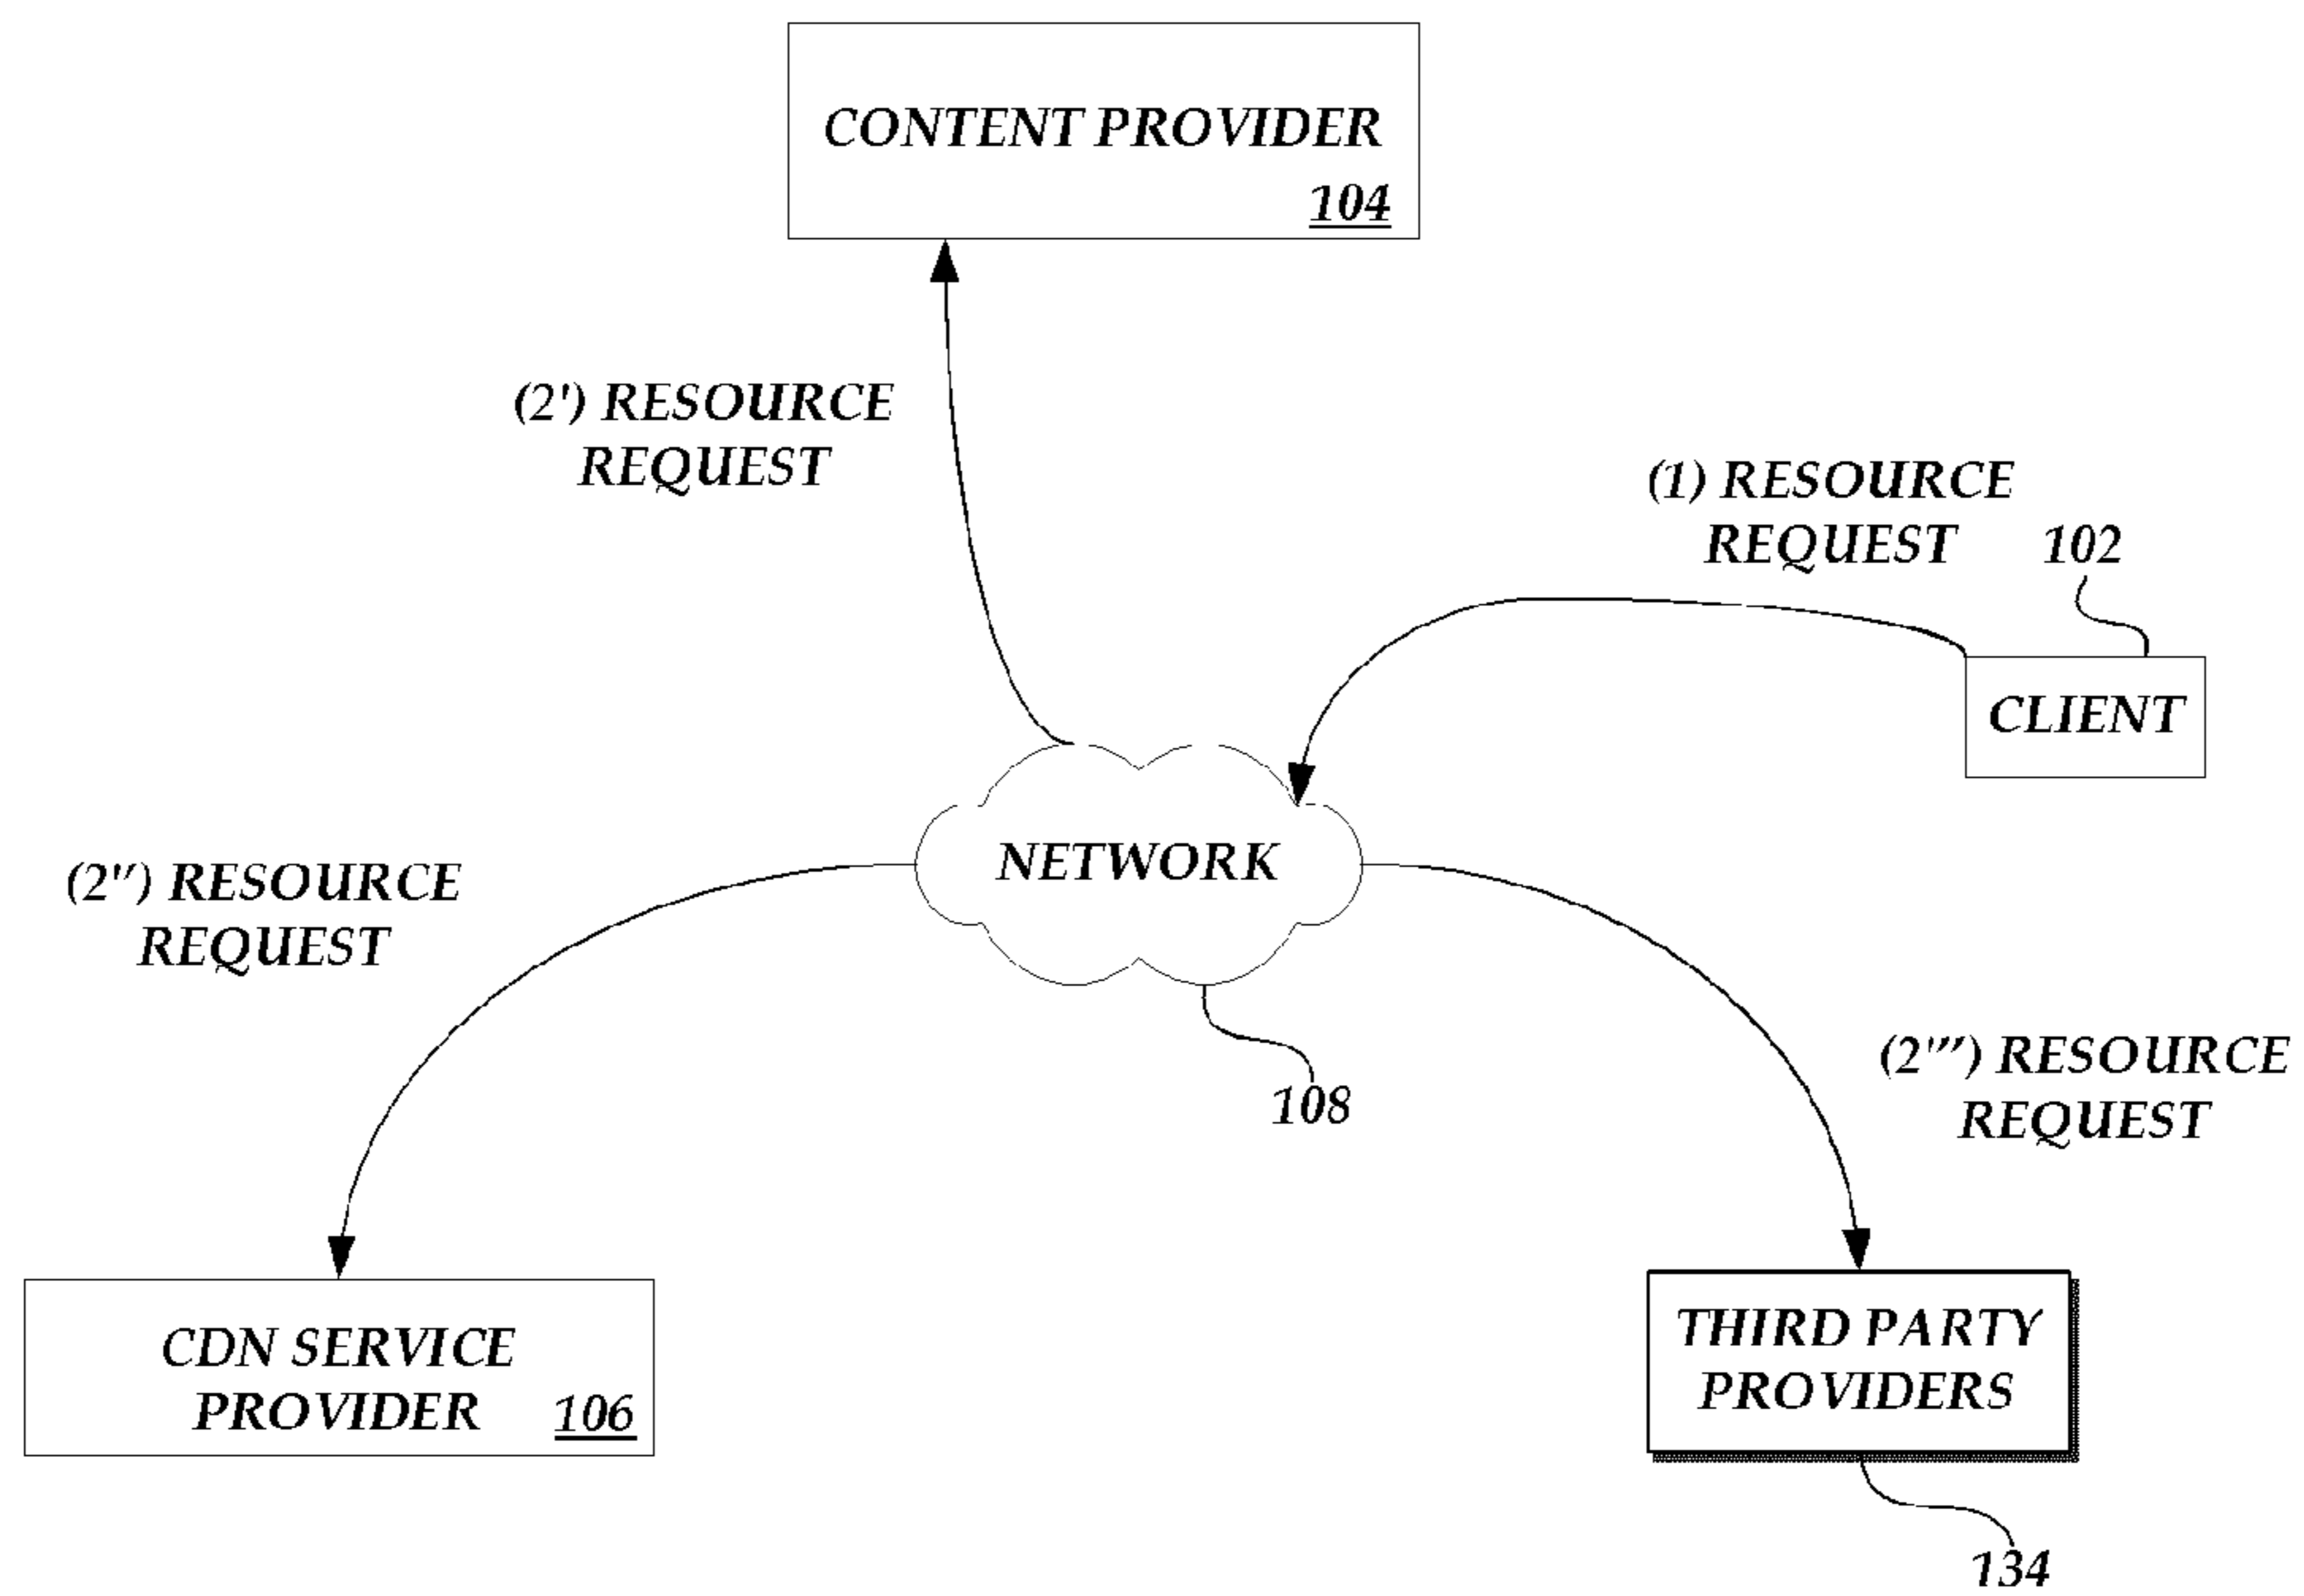 CONTENT PROVIDER
104
(2') RESOURCE
REQUEST
(1) RESOURCE
REQUEST
102
CLIENT
NETWORK
(2'') RESOURCE
REQUEST
108
(2''') RESOURCE
REQUEST
CDN SERVICE
PROVIDER
106
THIRD PARTY
PROVIDERS
134